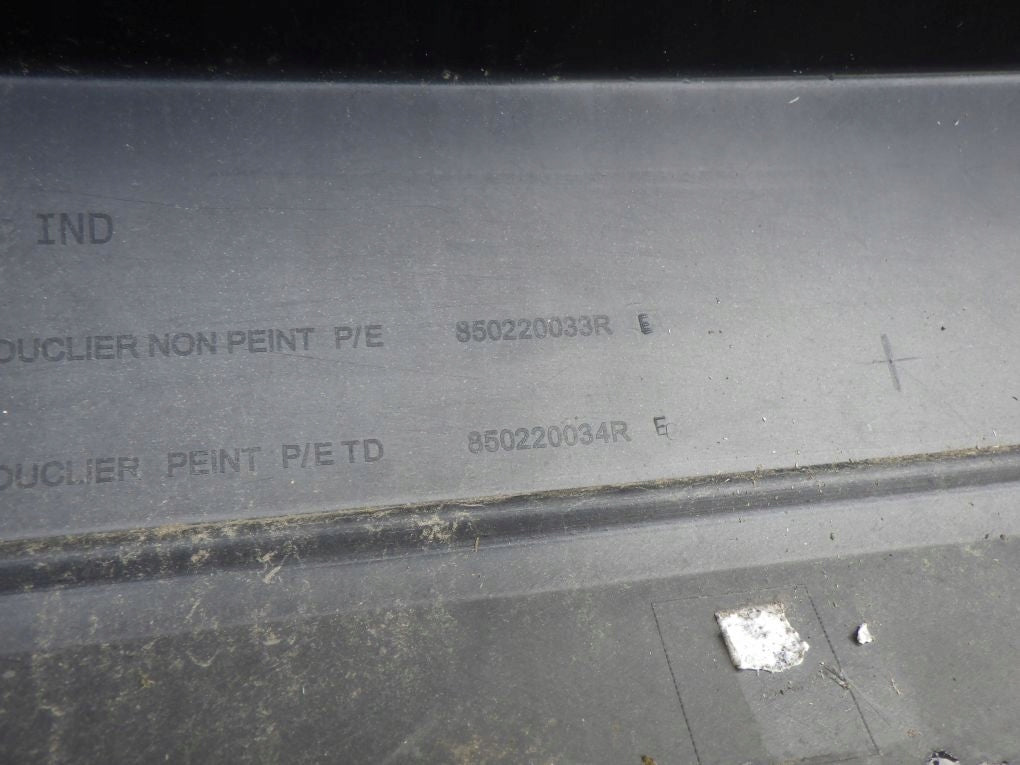 IND
OUCLIER NON PEINT P/E 850220033R E
OUCLIER PEINT P/E TD 850220034R E